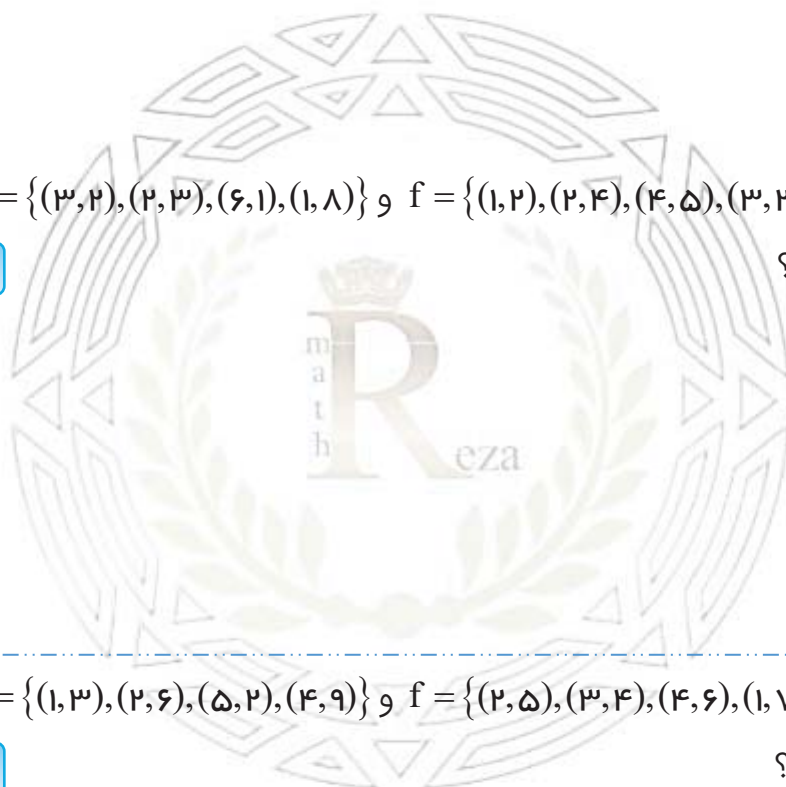 = {(۳,۲),(۲,۳),(۶,۱),(۱,۸)} و f = {(۱,۲),(۲,۴),(۴,۵),(۳,
؟
math
Reza
= {(۱,۳),(۲,۶),(۵,۲),(۴,۹)} و f = {(۲,۵),(۳,۴),(۴,۶),(۱,
؟